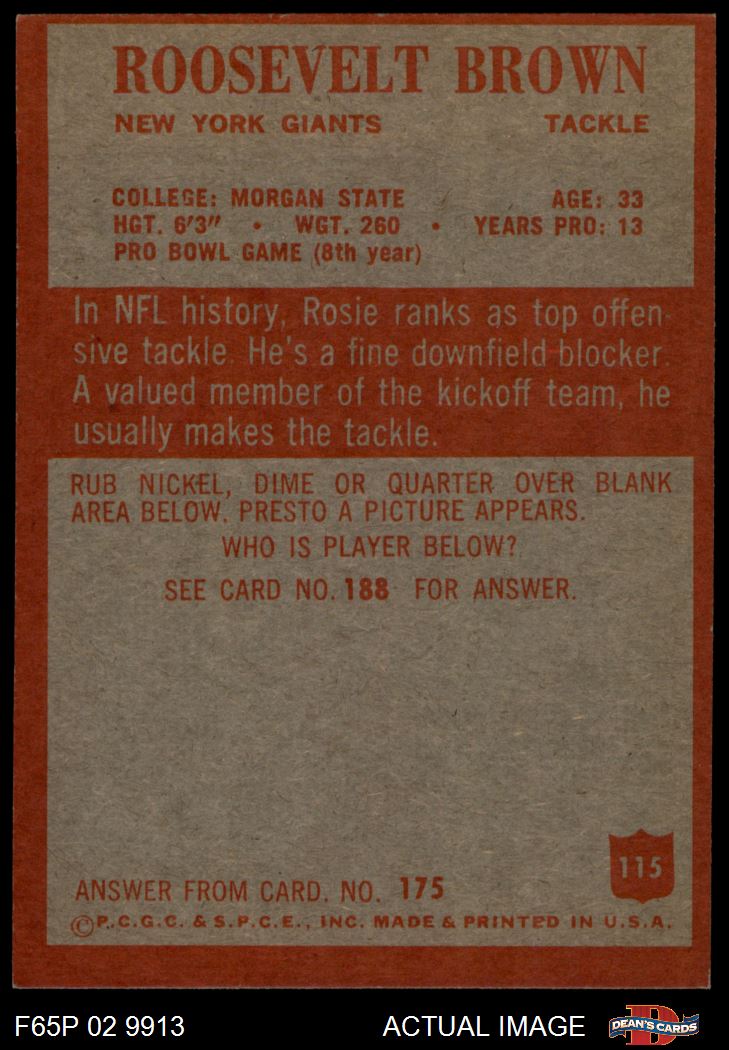 ROOSEVELT BROWN
NEW YORK GIANTS TACKLE
COLLEGE: MORGAN STATE AGE: 33
HGT. 6'3" • WGT. 260 • YEARS PRO: 13
PRO BOWL GAME (8th year)
In NFL history, Rosie ranks as top offen-
sive tackle. He's a fine downfield blocker.
A valued member of the kickoff team, he
usually makes the tackle.
RUB NICKEL, DIME OR QUARTER OVER BLANK
AREA BELOW. PRESTO A PICTURE APPEARS.
WHO IS PLAYER BELOW?
SEE CARD NO. 188 FOR ANSWER.
115
ANSWER FROM CARD. NO. 175
©P.C.G.C. & S.P.C.E., INC. MADE & PRINTED IN U.S.A.
F65P 02 9913 ACTUAL IMAGE
D
DEAN'S CARDS